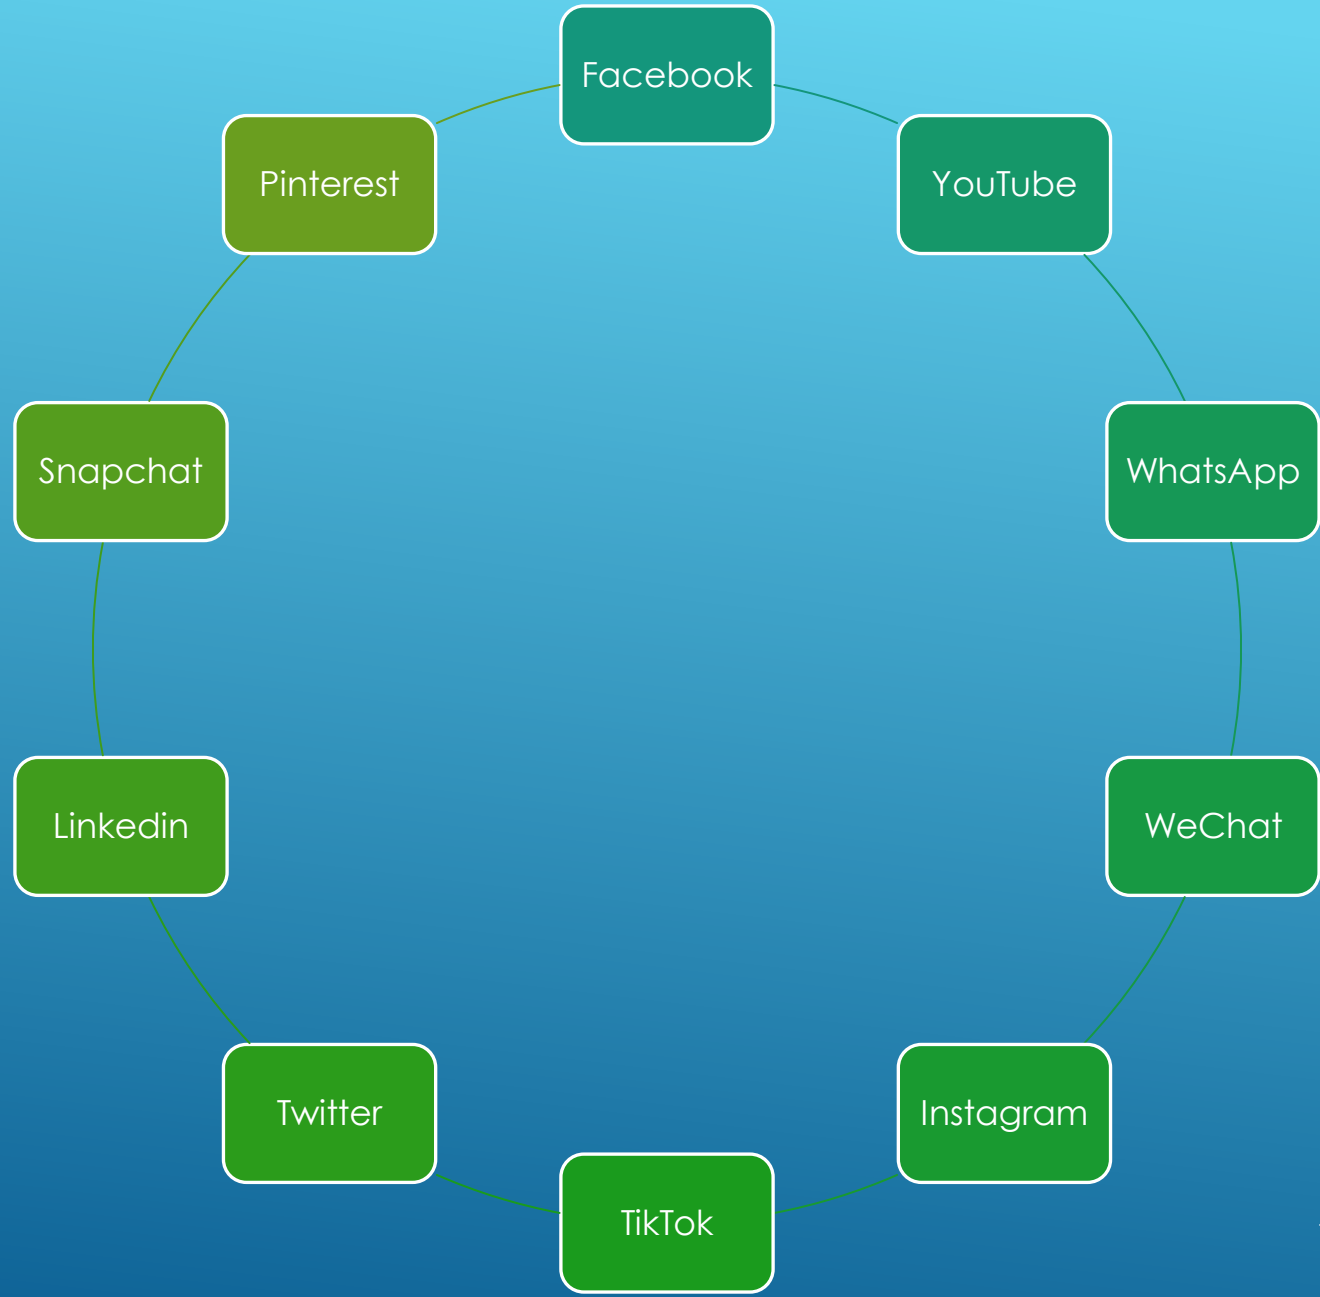 Facebook
YouTube
WhatsApp
WeChat
Instagram
TikTok
Twitter
Linkedin
Snapchat
Pinterest